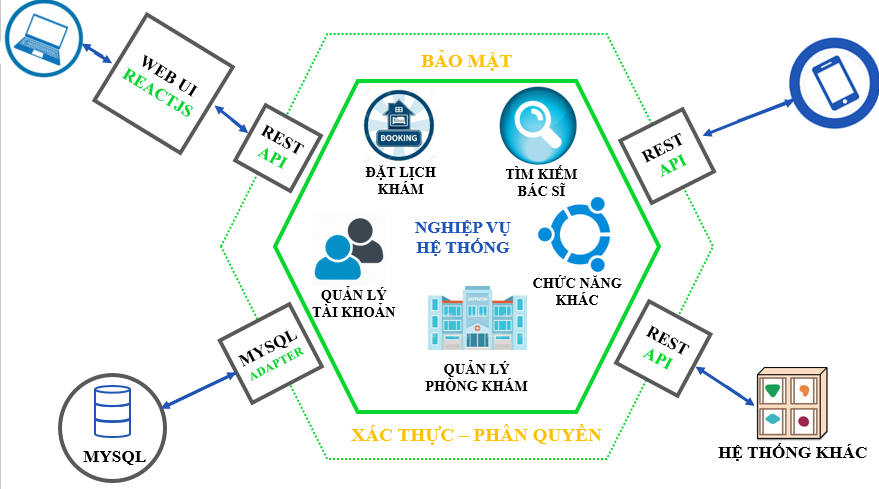 BẢO MẬT
WEB UI
REACTJS
REST
API
REST
API
BOOKING
ĐẶT LỊCH
KHÁM
TÌM KIẾM
BÁC SĨ
NGHIỆP VỤ
HỆ THỐNG
QUẢN LÝ
TÀI KHOẢN
CHỨC NĂNG
KHÁC
QUẢN LÝ
PHÒNG KHÁM
MYSQL
ADAPTER
REST
API
XÁC THỰC – PHÂN QUYỀN
MYSQL
HỆ THỐNG KHÁC